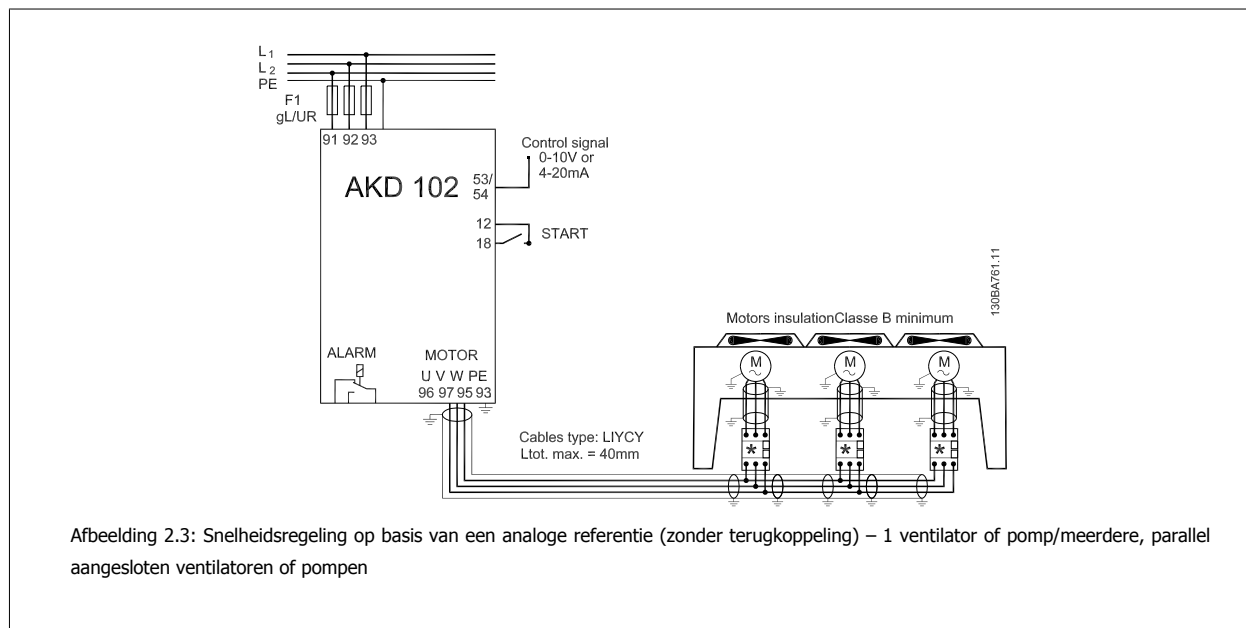 L1
L2
PE
F1
gL/UR
91 92 93
Control signal
0-10V or
4-20mA
AKD 102
53/
54
12
18
START
130BA761.11
Motors insulationClasse B minimum
ALARM
MOTOR
U V W PE
96 97 95 93
M
M
M
Cables type: LIYCY
Ltot. max. = 40mm
*
*
*
Afbeelding 2.3: Snelheidsregeling op basis van een analoge referentie (zonder terugkoppeling) – 1 ventilator of pomp/meerdere, parallel
aangesloten ventilatoren of pompen